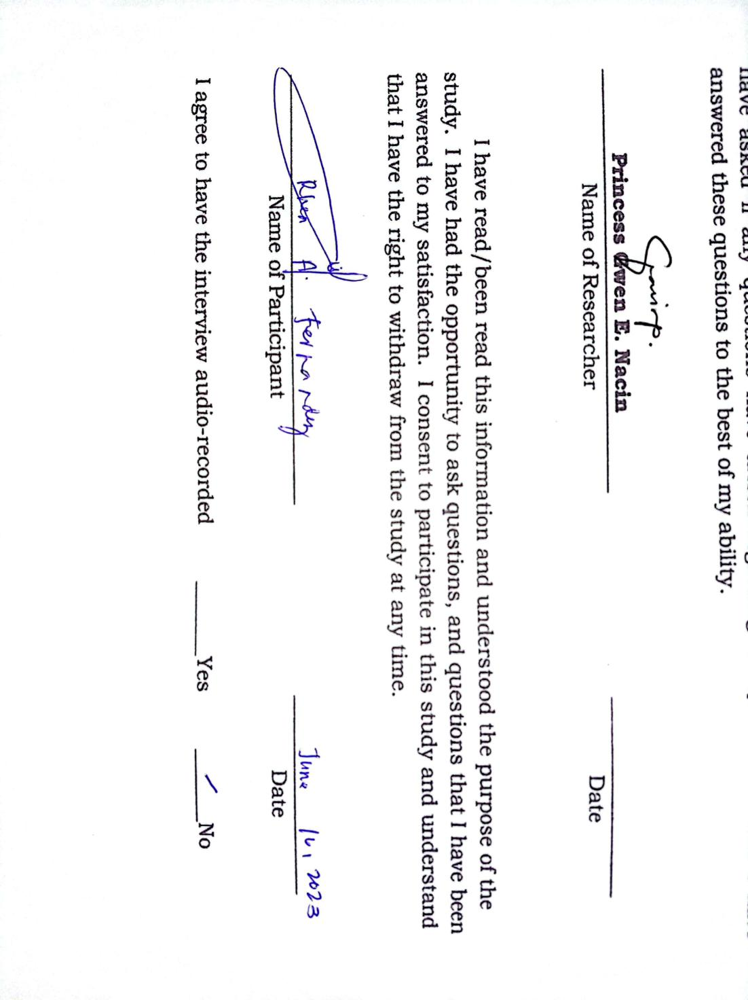 answered these questions to the best of my ability.
Princess Gwen E. Nacin
Name of Researcher Date
I have read/been read this information and understood the purpose of the
study. I have had the opportunity to ask questions, and questions that I have been
answered to my satisfaction. I consent to participate in this study and understand
that I have the right to withdraw from the study at any time.
A. Fernandez June 16, 2023
Name of Participant Date
I agree to have the interview audio-recorded ____Yes ____No